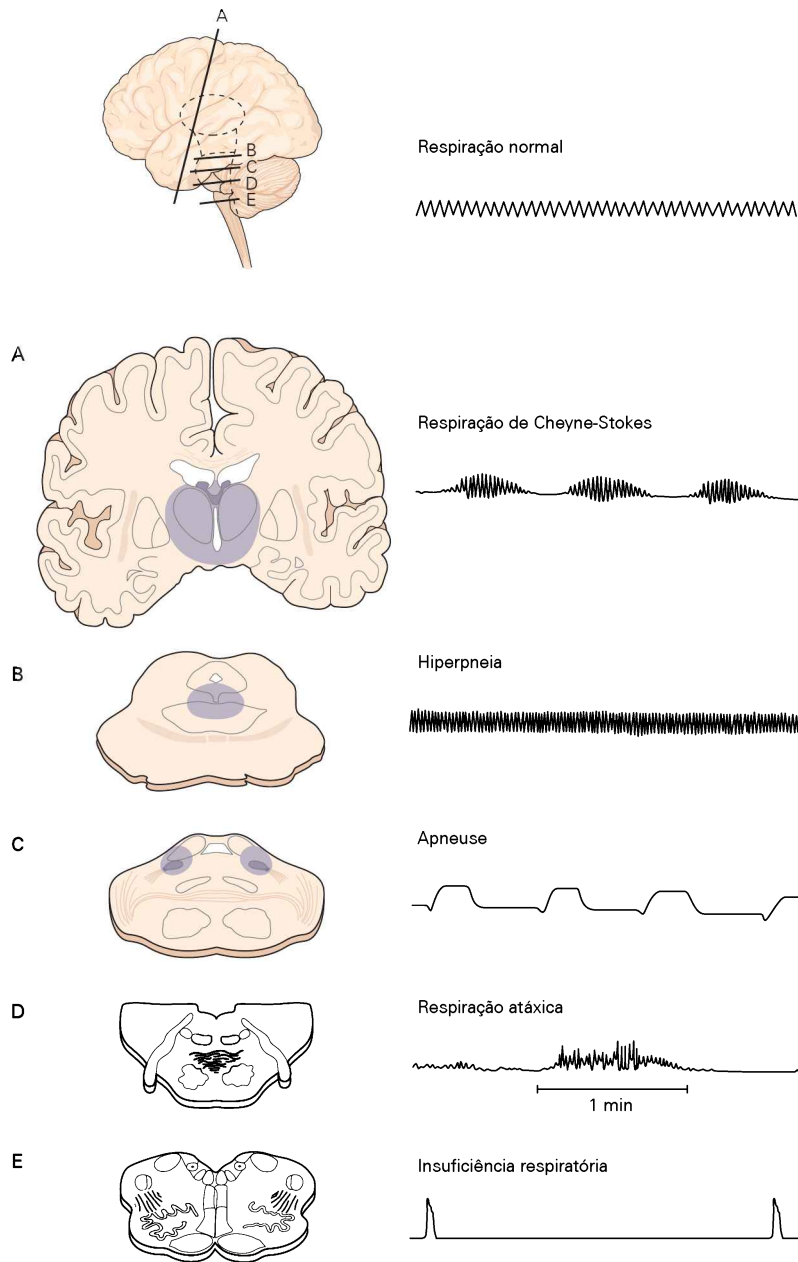 A
B
C
D
E
Respiração normal
A
Respiração de Cheyne-Stokes
B
Hiperpneia
C
Apneuse
D
Respiração atáxica
1 min
E
Insuficiência respiratória